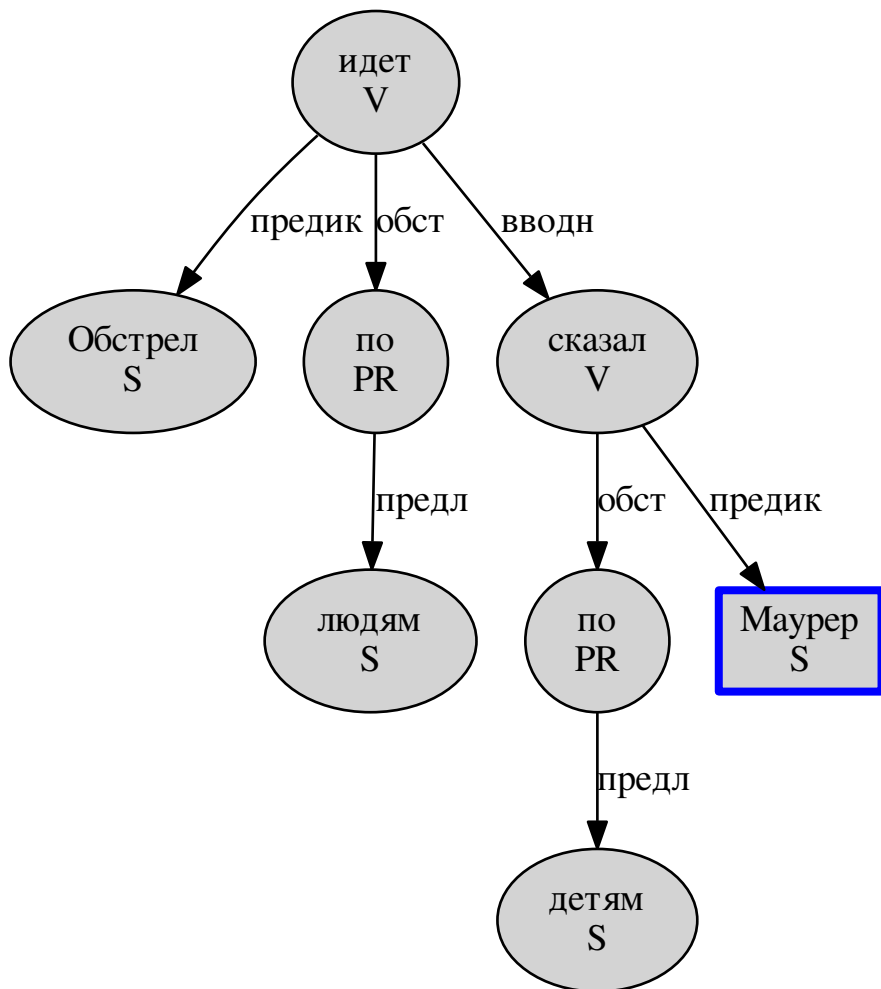 идет
V
предик
обст
вводн
Обстрел
S
по
PR
сказал
V
предл
обст
предик
людям
S
по
PR
Маурер
S
предл
детям
S